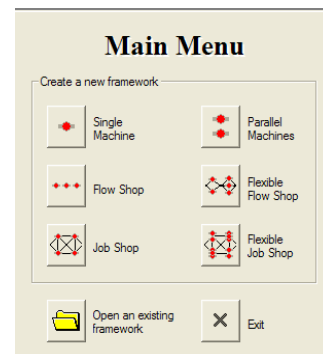 Main Menu
Create a new framework
Single
Machine
Parallel
Machines
Flow Shop
Flexible
Flow Shop
Job Shop
Flexible
Job Shop
Open an existing
framework
Exit